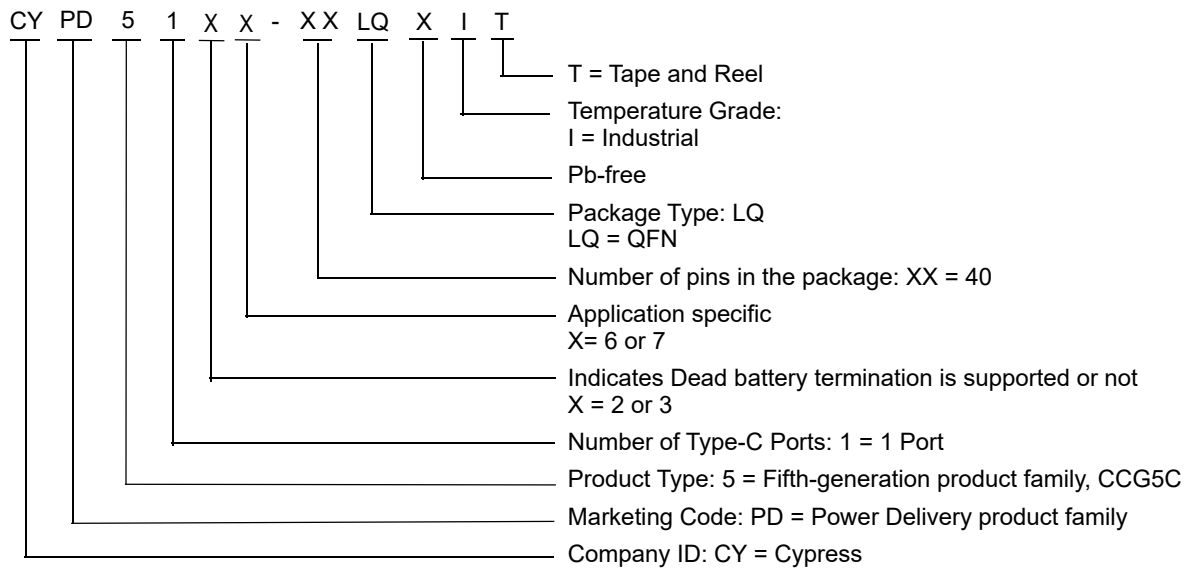 CY PD 5 1 X X - X X LQ X I T
T = Tape and Reel
Temperature Grade:
I = Industrial
Pb-free
Package Type: LQ
LQ = QFN
Number of pins in the package: XX = 40
Application specific
X= 6 or 7
Indicates Dead battery termination is supported or not
X = 2 or 3
Number of Type-C Ports: 1 = 1 Port
Product Type: 5 = Fifth-generation product family, CCG5C
Marketing Code: PD = Power Delivery product family
Company ID: CY = Cypress